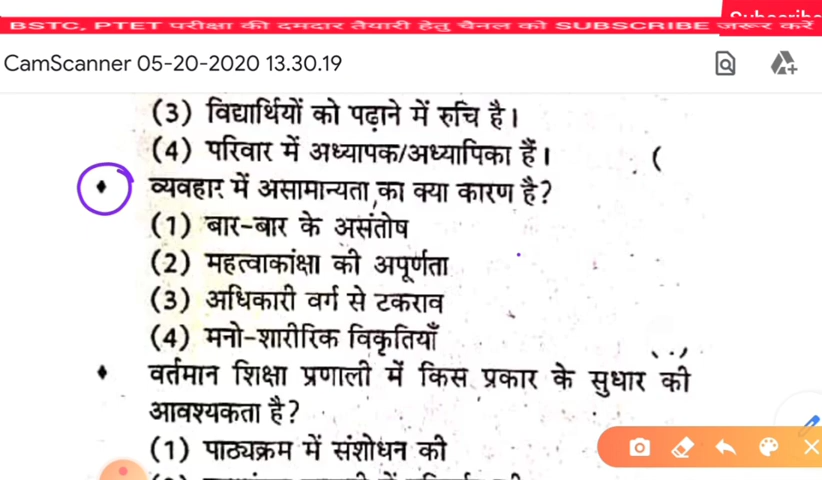 BSTC, PTET परीक्षा की दमदार तैयारी हेतु चैनल को SUBSCRIBE जरूर करें
CamScanner 05-20-2020 13.30.19
(3) विद्यार्थियों को पढ़ाने में रुचि है।
(4) परिवार में अध्यापक/अध्यापिका हैं। (
♦ व्यवहार में असामान्यता का क्या कारण है?
(1) बार-बार के असंतोष
(2) महत्वाकांक्षा की अपूर्णता
(3) अधिकारी वर्ग से टकराव
(4) मनो-शारीरिक विकृतियाँ
♦ वर्तमान शिक्षा प्रणाली में किस प्रकार के सुधार की
आवश्यकता है?
(1) पाठ्यक्रम में संशोधन की